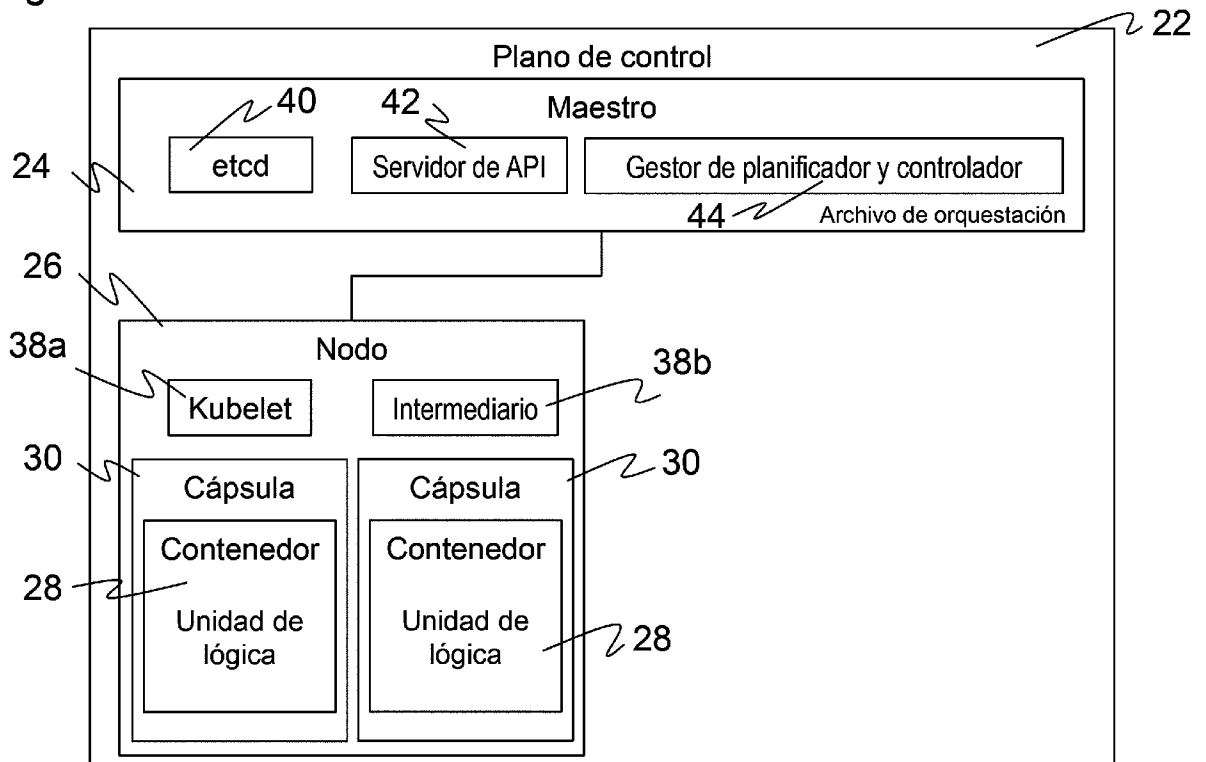 22
Plano de control
Maestro
40
42
etcd
Servidor de API
Gestor de planificador y controlador
24
44
Archivo de orquestación
26
Nodo
38a
38b
Kubelet
Intermediario
30
30
Cápsula
Cápsula
Contenedor
Contenedor
28
Unidad de
lógica
Unidad de
lógica
28